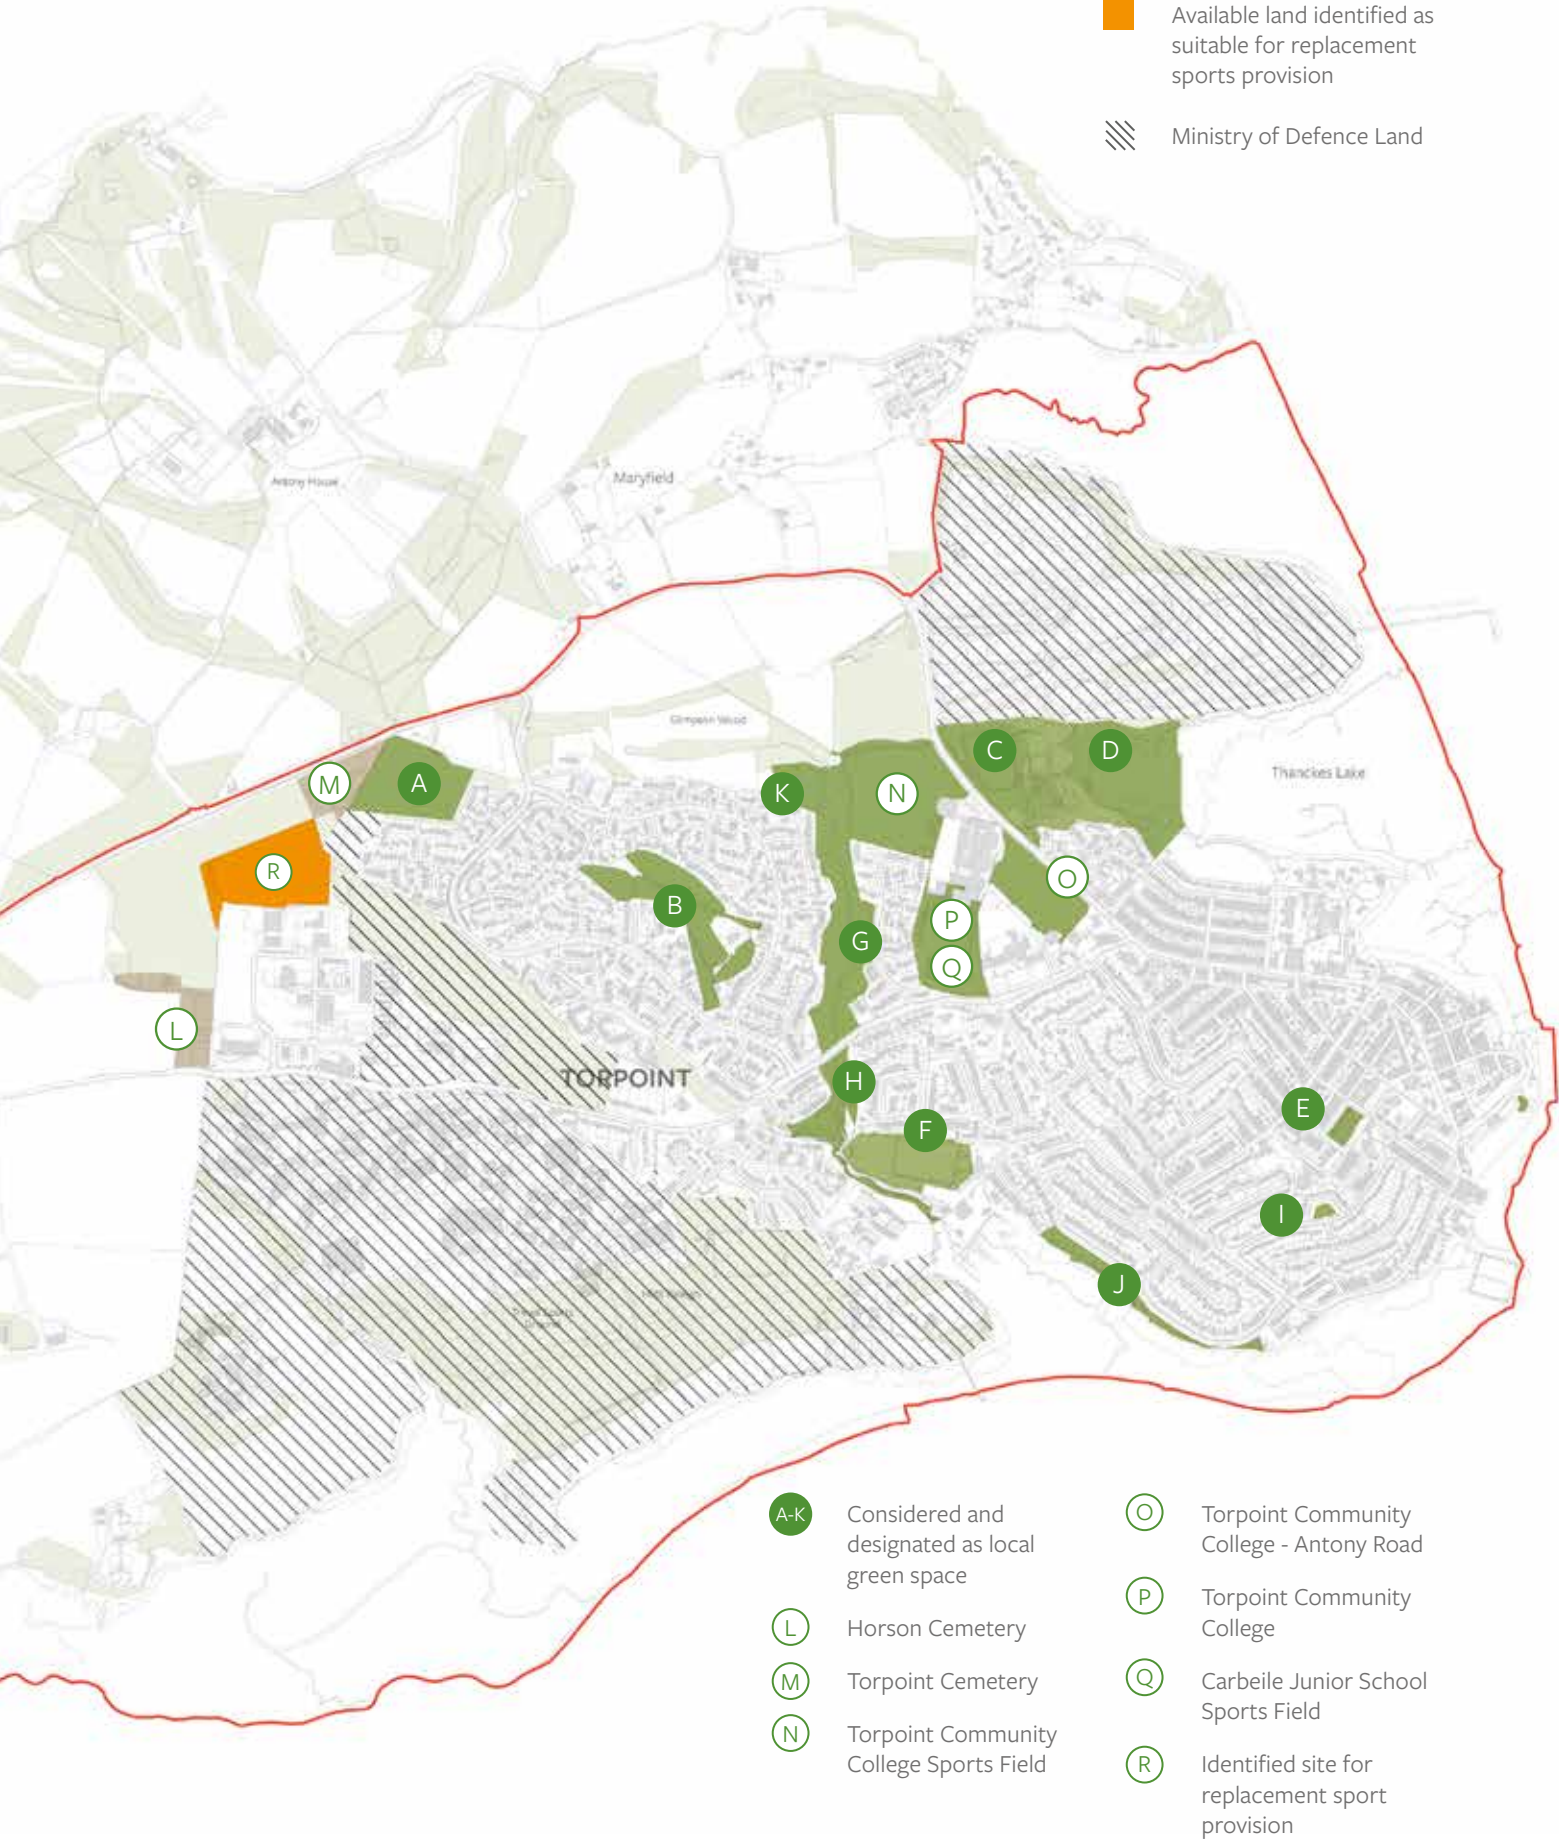 Available land identified as
suitable for replacement
sports provision
Ministry of Defence Land
Antony House
Maryfield
Glimpenn Wood
Thanckes Lake
M
A
K
N
C
D
R
B
O
G
P
Q
L
TORPOINT
H
F
E
I
J
A-K
Considered and
designated as local
green space
L
Horson Cemetery
M
Torpoint Cemetery
N
Torpoint Community
College Sports Field
O
Torpoint Community
College - Antony Road
P
Torpoint Community
College
Q
Carbeile Junior School
Sports Field
R
Identified site for
replacement sport
provision